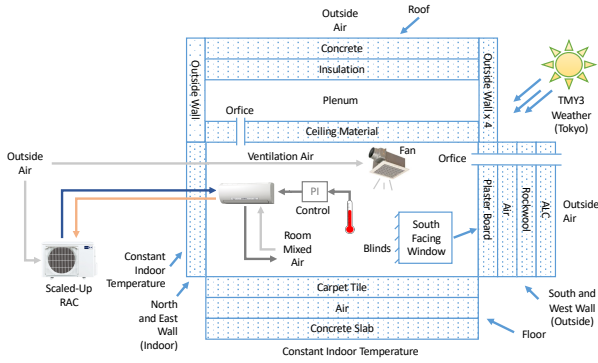 Outside
Air
Roof
Concrete
Insulation
Plenum
Ceiling Material
Outside Wall
Outside Wall x 4
TMY3
Weather
(Tokyo)
Orfice
Fan
Orfice
Outside
Air
Ventilation Air
PI
Control
Room
Mixed
Air
Blinds
South
Facing
Window
Plaster Board
Air
Rockwool
ALC
Outside
Air
Scaled-Up
RAC
Constant
Indoor
Temperature
North
and East
Wall
(Indoor)
Carpet Tile
Air
Concrete Slab
South and
West Wall
(Outside)
Floor
Constant Indoor Temperature